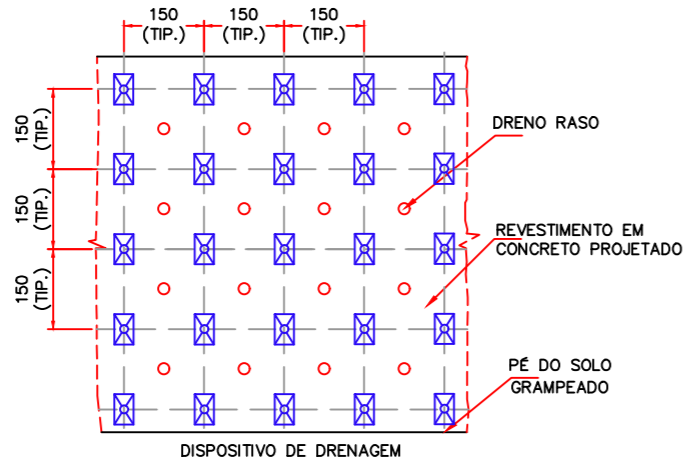 150
(TIP.)
150
(TIP.)
150
(TIP.)
150
(TIP.)
150
(TIP.)
150
(TIP.)
DRENO RASO
REVESTIMENTO EM
CONCRETO PROJETADO
PÉ DO SOLO
GRAMPEADO
DISPOSITIVO DE DRENAGEM